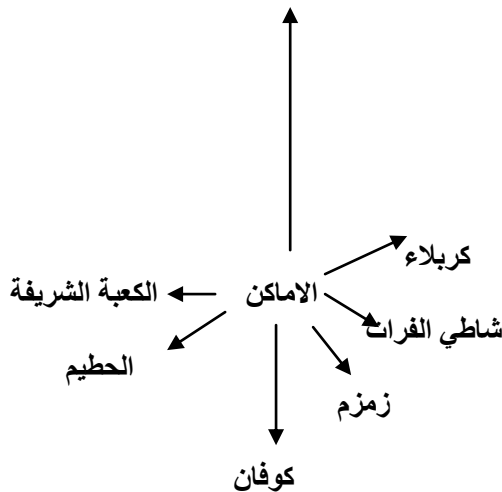 كربلاء
الكعبة الشريفة
الاماكن
شاطي الفرات
الحطيم
زمزم
كوفان